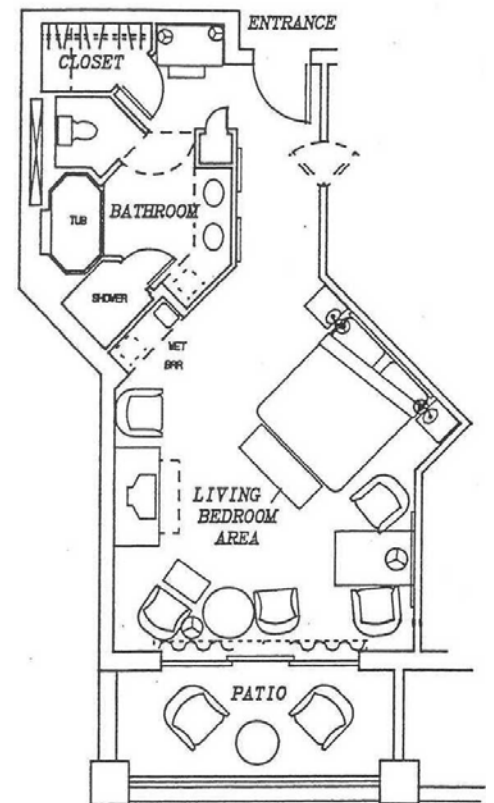 ENTRANCE
CLOSET
BATHROOM
TUB
SHOWER
WET
BAR
LIVING
BEDROOM
AREA
PATIO